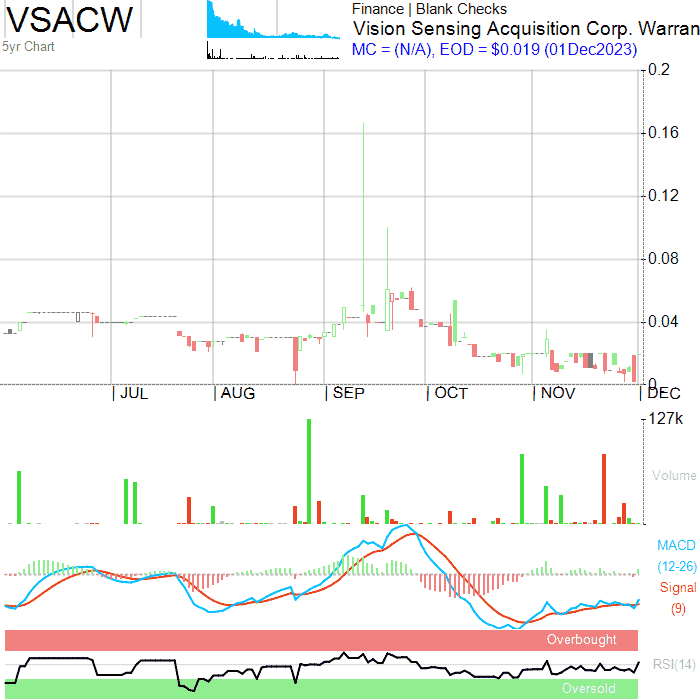 VSACW
5yr Chart
Finance | Blank Checks
Vision Sensing Acquisition Corp. Warran
MC = (N/A), EOD = $0.019 (01Dec2023)
0.2
0.16
0.12
0.08
0.04
0
JUL AUG SEP OCT NOV DEC
127k
Volume
MACD
(12-26)
Signal
(9)
Overbought
RSI(14)
Oversold